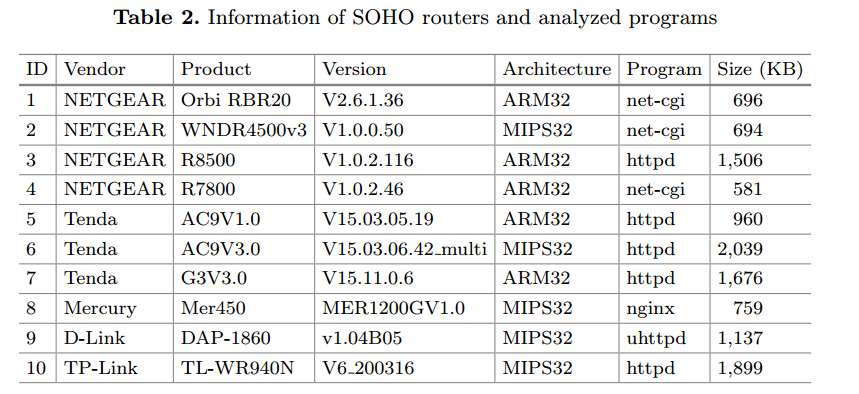 Table 2. Information of SOHO routers and analyzed programs
ID Vendor Product Version Architecture Program Size (KB)
1 NETGEAR Orbi RBR20 V2.6.1.36 ARM32 net-cgi 696
2 NETGEAR WNDR4500v3 V1.0.0.50 MIPS32 net-cgi 694
3 NETGEAR R8500 V1.0.2.116 ARM32 httpd 1,506
4 NETGEAR R7800 V1.0.2.46 ARM32 net-cgi 581
5 Tenda AC9V1.0 V15.03.05.19 ARM32 httpd 960
6 Tenda AC9V3.0 V15.03.06.42_multi MIPS32 httpd 2,039
7 Tenda G3V3.0 V15.11.0.6 ARM32 httpd 1,676
8 Mercury Mer450 MER1200GV1.0 MIPS32 nginx 759
9 D-Link DAP-1860 v1.04B05 MIPS32 uhttpd 1,137
10 TP-Link TL-WR940N V6_200316 MIPS32 httpd 1,899